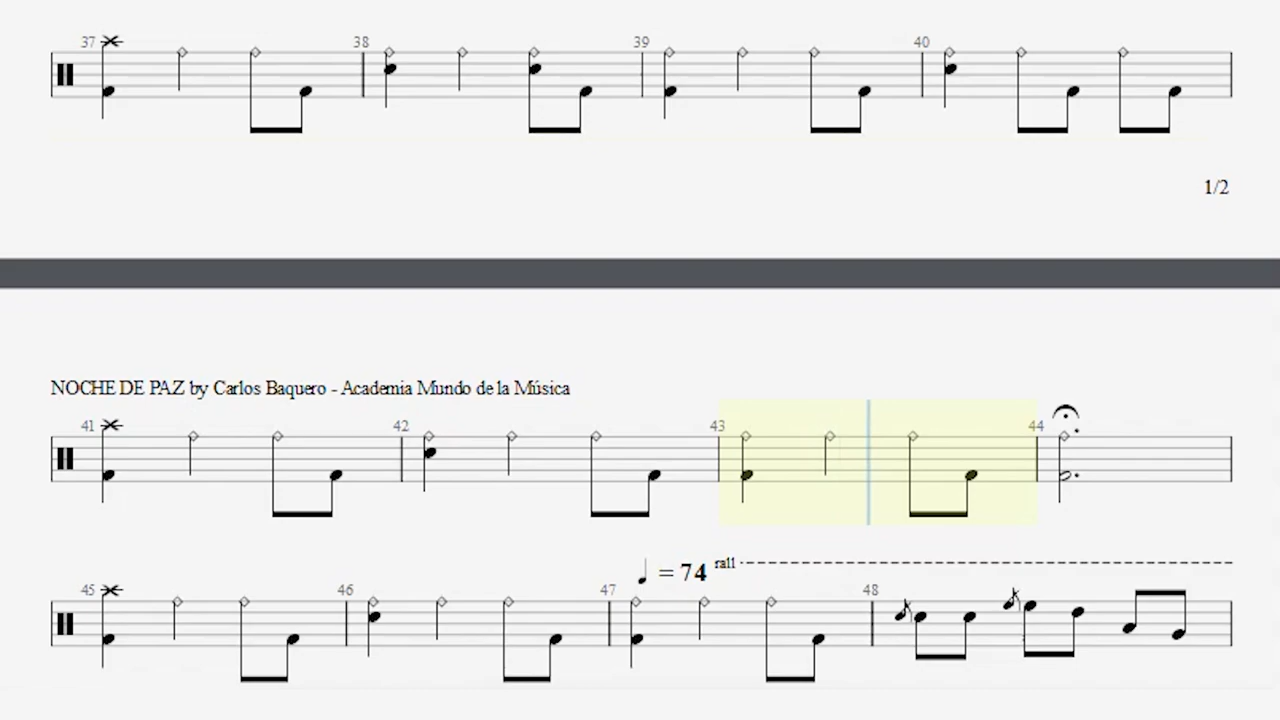 37 38 39 40
1/2
NOCHE DE PAZ by Carlos Baquero - Academia Mundo de la Música
41 42 43 44
= 74 rall
45 46 47 48